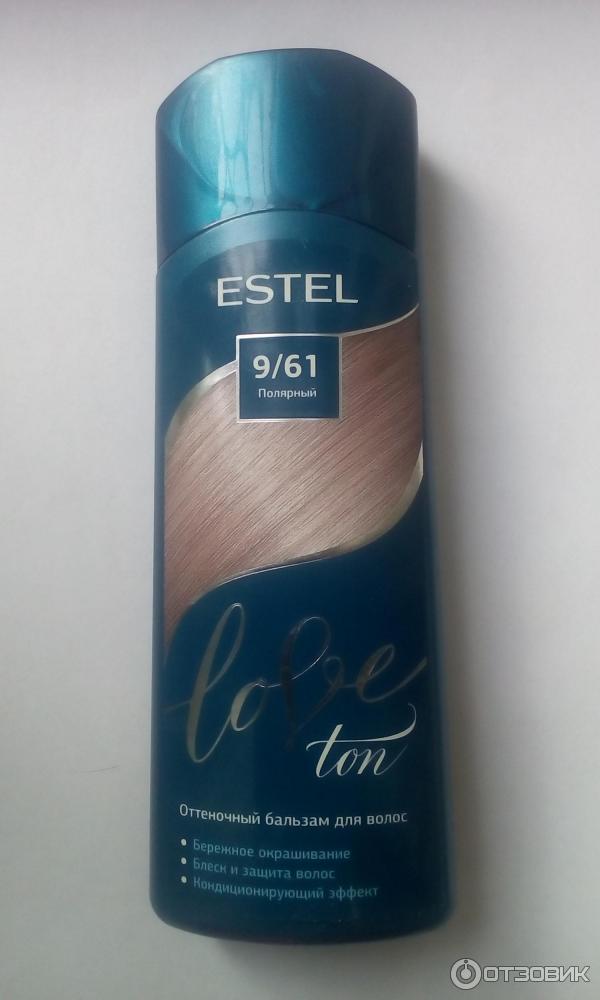 ESTEL
9/61
Полярный
love
ton
Оттеночный бальзам для волос
• Бережное окрашивание
• Блеск и защита волос
• Кондиционирующий эффект
ОТЗОВИК